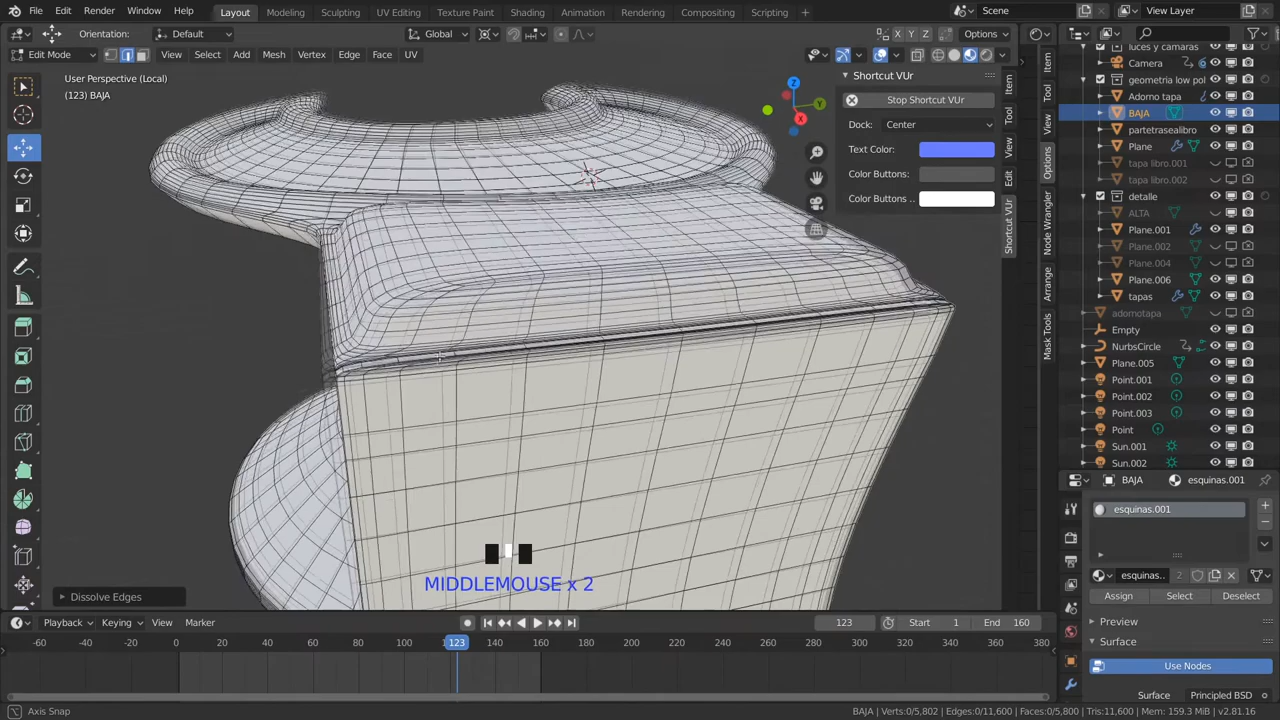 File Edit Render Window Help Layout Modeling Sculpting UV Editing Texture Paint Shading Animation Rendering Compositing Scripting + Scene View Layer
Orientation: Default Global X Y Z Options
Edit Mode View Select Add Mesh Vertex Edge Face UV
User Perspective (Local)
(123) BAJA
Z
Y
X
Shortcut VUr
Stop Shortcut VUr
Dock: Center
Text Color:
Color Buttons:
Color Buttons ..
Item
Tool
View
Edit
Shortcut VUr
Item
Tool
View
Options
Node Wrangler
Arrange
Mask Tools
luces y camaras
Camera
geometria low pol
Adorno tapa
BAJA
partetrasealibro
Plane
tapa libro.001
tapa libro.002
detalle
ALTA
Plane.001
Plane.002
Plane.004
Plane.006
tapas
adornotapa
Empty
NurbsCircle
Plane.005
Point.001
Point.002
Point.003
Point
Sun.001
Sun.002
BAJA esquinas.001
esquinas.001
esquinas.. 2
Assign Select Deselect
Preview
Surface
Use Nodes
Surface Principled BSD
MIDDLEMOUSE x 2
Dissolve Edges
Playback Keying View Marker 123 Start 1 End 160
-60 -40 -20 0 20 40 60 80 100 123 140 160 180 200 220 240 260 280 300 320 340 360 380
Axis Snap BAJA | Verts:0/5,802 | Edges:0/11,600 | Faces:0/5,800 | Tris:11,600 | Mem: 159.3 MiB | v2.81.16